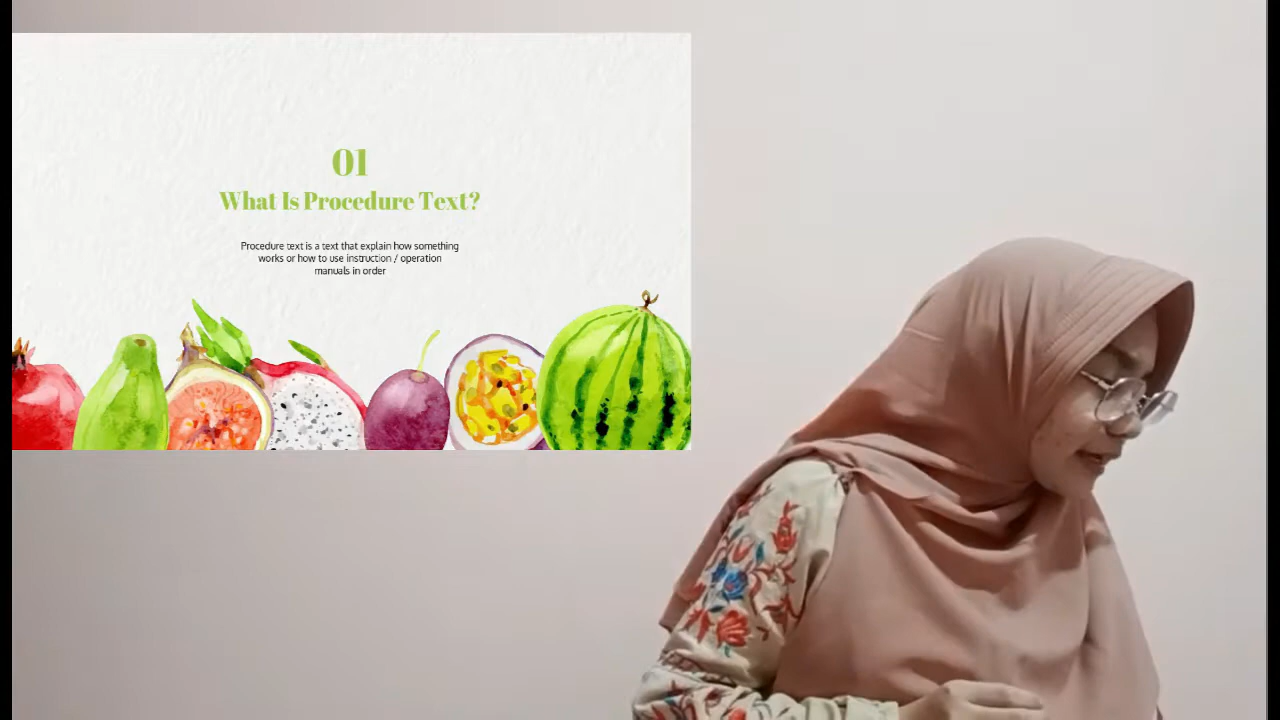 01
What Is Procedure Text?
Procedure text is a text that explain how something
works or how to use instruction / operation
manuals in order